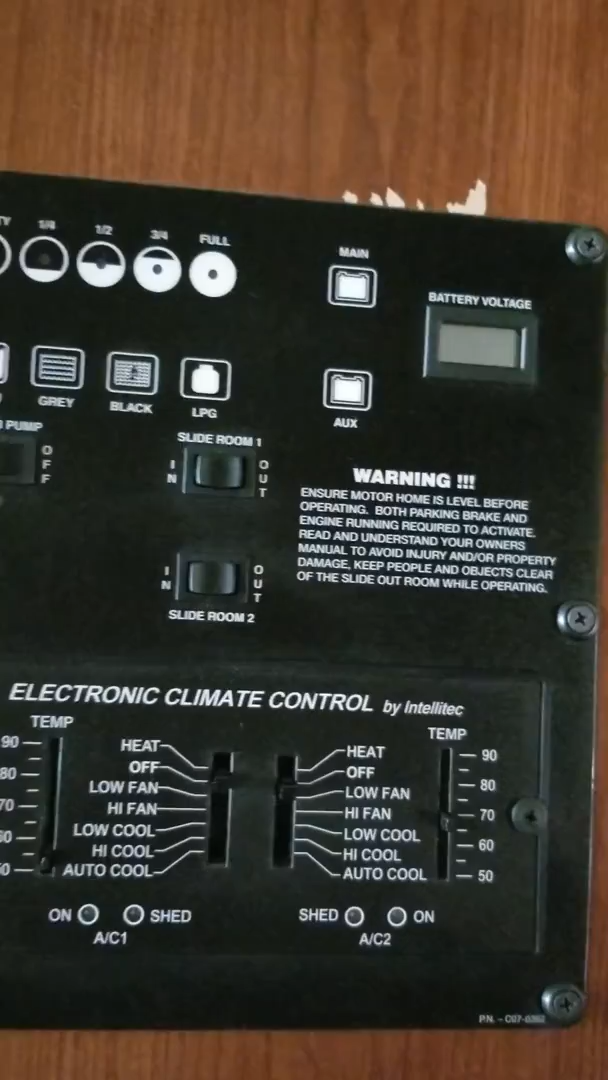 TY 1/4 1/2 3/4 FULL
MAIN
BATTERY VOLTAGE
GREY BLACK LPG
AUX
PUMP
OFF
SLIDE ROOM 1
IN OUT
WARNING !!!
ENSURE MOTOR HOME IS LEVEL BEFORE
OPERATING. BOTH PARKING BRAKE AND
ENGINE RUNNING REQUIRED TO ACTIVATE.
READ AND UNDERSTAND YOUR OWNERS
MANUAL TO AVOID INJURY AND/OR PROPERTY
DAMAGE, KEEP PEOPLE AND OBJECTS CLEAR
OF THE SLIDE OUT ROOM WHILE OPERATING.
IN OUT
SLIDE ROOM 2
ELECTRONIC CLIMATE CONTROL by Intellitec
TEMP
90
80
70
60
50
HEAT
OFF
LOW FAN
HI FAN
LOW COOL
HI COOL
AUTO COOL
HEAT
OFF
LOW FAN
HI FAN
LOW COOL
HI COOL
AUTO COOL
TEMP
90
80
70
60
50
ON SHED
A/C1
SHED ON
A/C2
P.N. - C07-